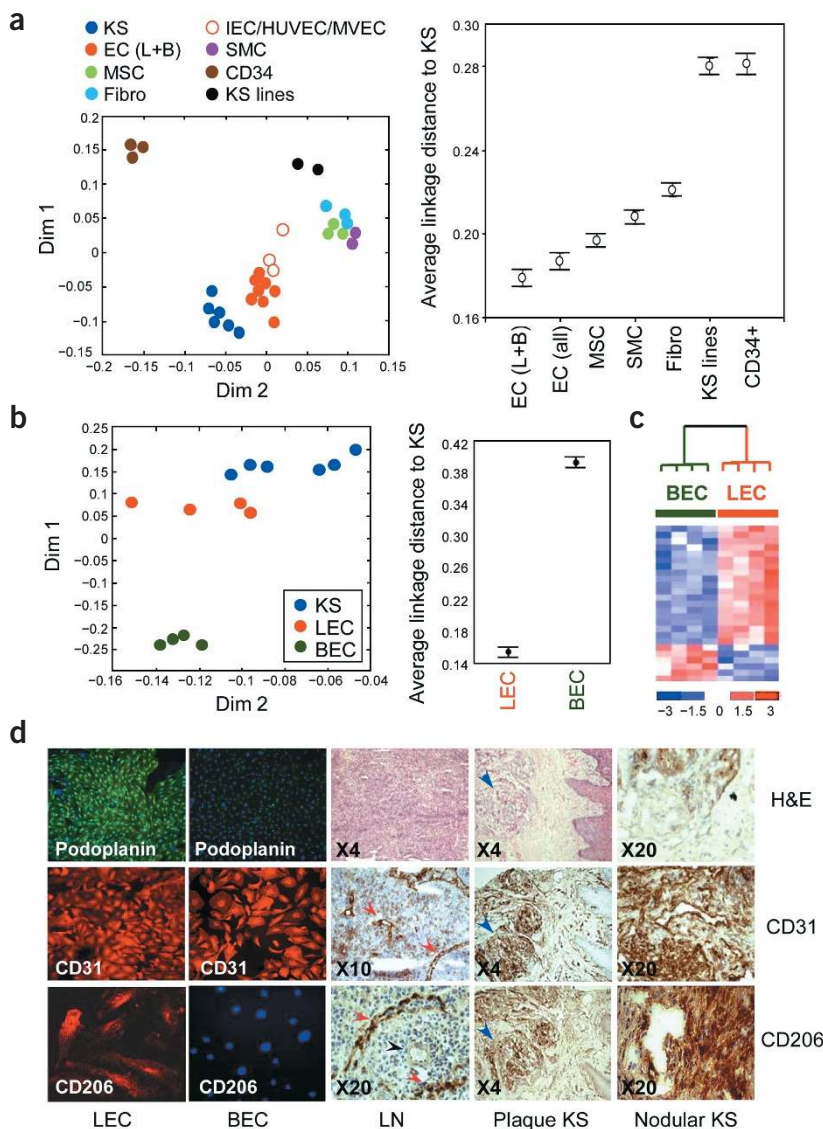 a
KS
EC (L+B)
MSC
Fibro
IEC/HUVEC/MVEC
SMC
CD34
KS lines
Dim 1
0.2
0.15
0.1
0.05
0
−0.05
−0.1
−0.15
−0.2
−0.15
−0.1
−0.05
0
0.05
0.1
0.15
Dim 2
Average linkage distance to KS
0.28
0.24
0.20
0.16
EC (L+B)
EC (all)
MSC
SMC
Fibro
KS lines
CD34+
b
Dim 1
0.25
0.2
0.15
0.1
0.05
0
−0.05
−0.1
−0.15
−0.2
−0.25
−0.16
−0.14
−0.12
−0.10
−0.08
−0.06
−0.04
Dim 2
KS
LEC
BEC
Average linkage distance to KS
0.42
0.38
0.34
0.30
0.26
0.22
0.18
0.14
LEC
BEC
c
BEC
LEC
−3
−1.5
0
1.5
3
d
Podoplanin
Podoplanin
X4
X4
X20
H&E
CD31
CD31
X10
X4
X20
CD31
CD206
CD206
X20
X4
X20
CD206
LEC
BEC
LN
Plaque KS
Nodular KS